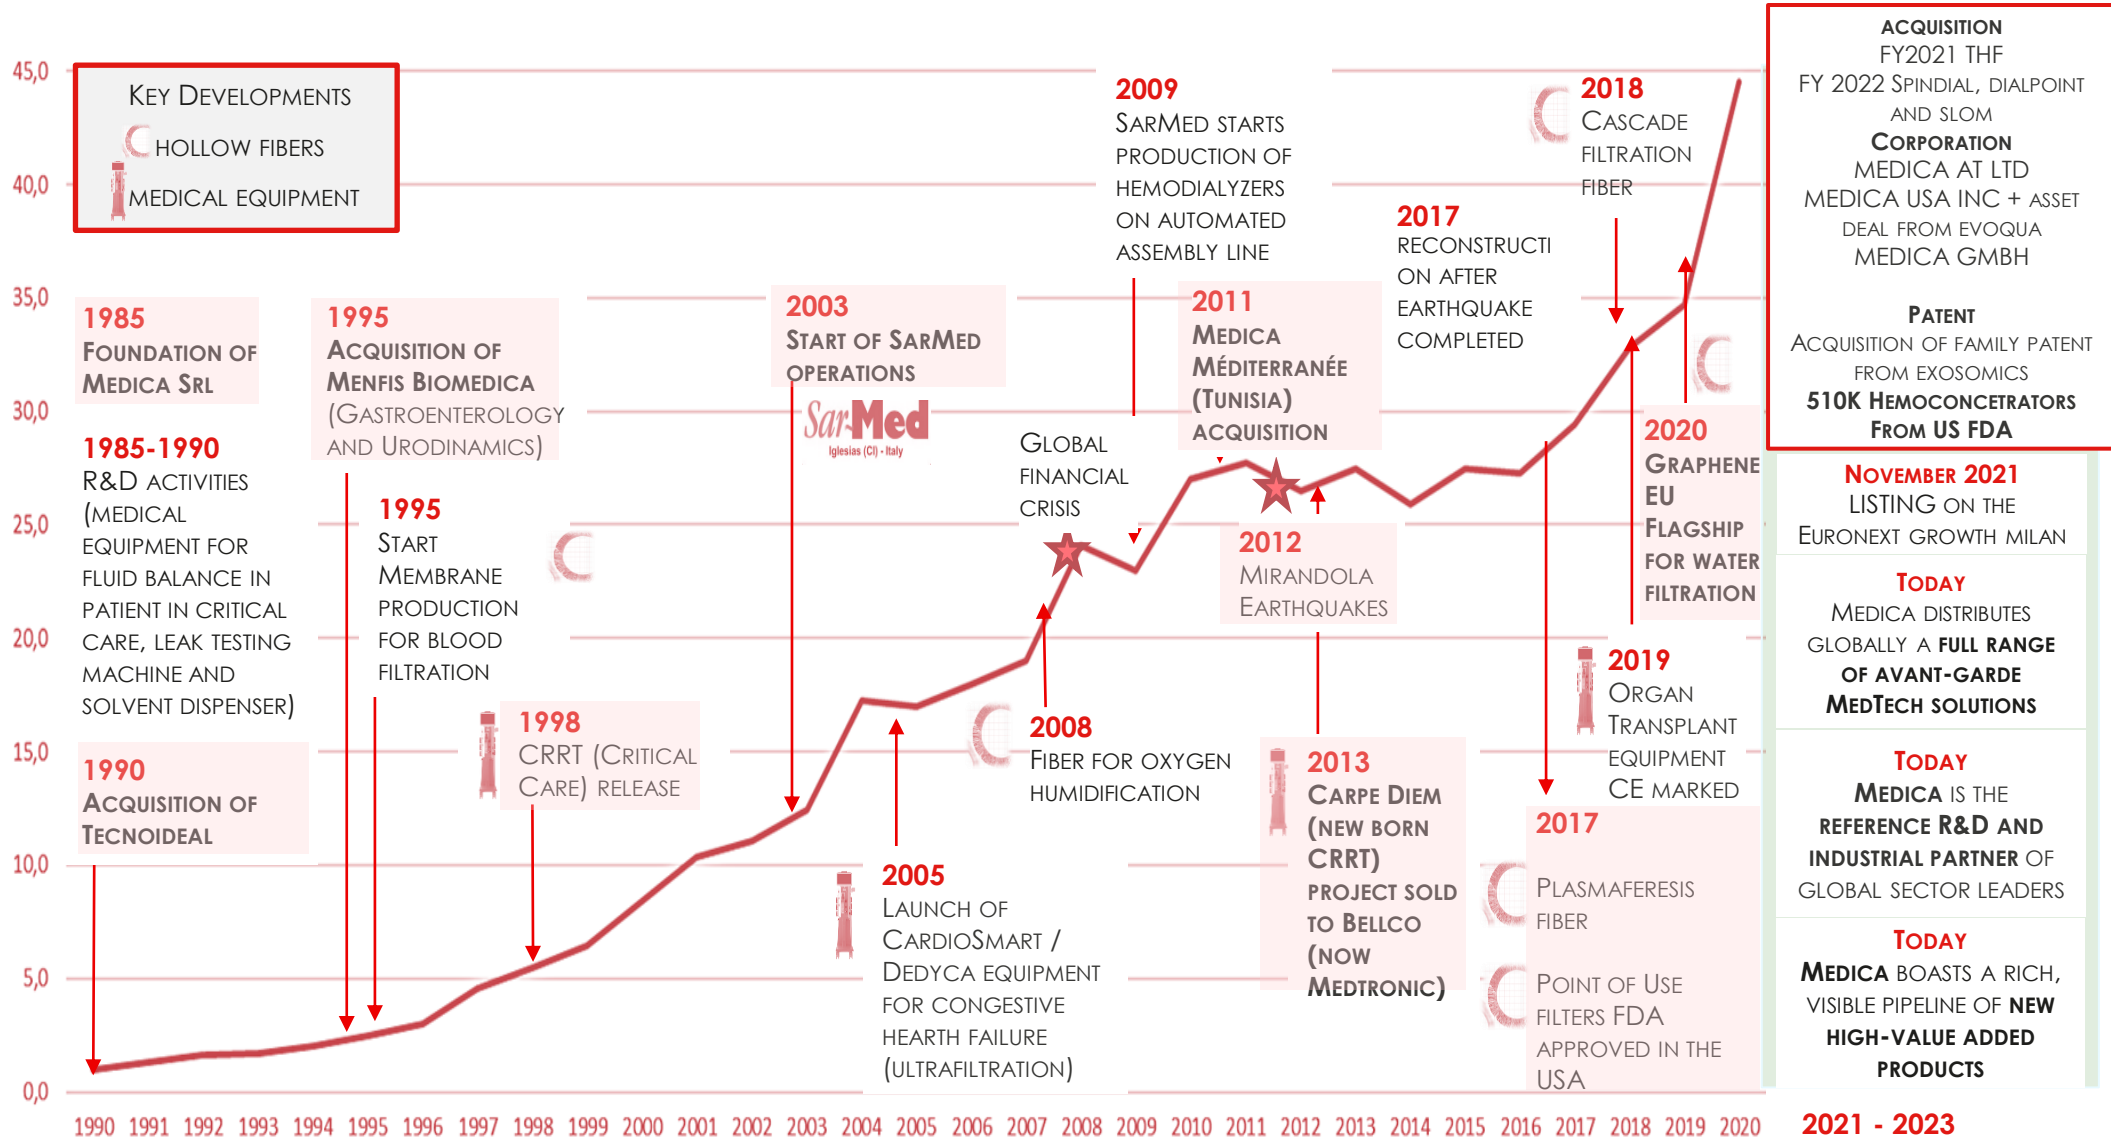 45,0
40,0
35,0
30,0
25,0
20,0
15,0
10,0
5,0
0,0
KEY DEVELOPMENTS
HOLLOW FIBERS
MEDICAL EQUIPMENT
1985
FOUNDATION OF
MEDICA SRL
1985-1990
R&D ACTIVITIES
(MEDICAL
EQUIPMENT FOR
FLUID BALANCE IN
PATIENT IN CRITICAL
CARE, LEAK TESTING
MACHINE AND
SOLVENT DISPENSER)
1990
ACQUISITION OF
TECNOIDEAL
1995
ACQUISITION OF
MENFIS BIOMEDICA
(GASTROENTEROLOGY
AND URODINAMICS)
1995
START
MEMBRANE
PRODUCTION
FOR BLOOD
FILTRATION
1998
CRRT (CRITICAL
CARE) RELEASE
2003
START OF SARMED
OPERATIONS
SarMed
Iglesias (CI) - Italy
2005
LAUNCH OF
CARDIOSMART /
DEDYCA EQUIPMENT
FOR CONGESTIVE
HEARTH FAILURE
(ULTRAFILTRATION)
GLOBAL
FINANCIAL
CRISIS
2008
FIBER FOR OXYGEN
HUMIDIFICATION
2009
SARMED STARTS
PRODUCTION OF
HEMODIALYZERS
ON AUTOMATED
ASSEMBLY LINE
2011
MEDICA
MÉDITERRANÉE
(TUNISIA)
ACQUISITION
2012
MIRANDOLA
EARTHQUAKES
2013
CARPE DIEM
(NEW BORN
CRRT)
PROJECT SOLD
TO BELLCO
(NOW
MEDTRONIC)
2017
RECONSTRUCTI
ON AFTER
EARTHQUAKE
COMPLETED
2017
PLASMAFERESIS
FIBER
POINT OF USE
FILTERS FDA
APPROVED IN THE
USA
2018
CASCADE
FILTRATION
FIBER
2019
ORGAN
TRANSPLANT
EQUIPMENT
CE MARKED
2020
GRAPHENE
EU
FLAGSHIP
FOR WATER
FILTRATION
ACQUISITION
FY2021 THF
FY 2022 SPINDIAL, DIALPOINT
AND SLOM
CORPORATION
MEDICA AT LTD
MEDICA USA INC + ASSET
DEAL FROM EVOQUA
MEDICA GMBH
PATENT
ACQUISITION OF FAMILY PATENT
FROM EXOSOMICS
510K HEMOCONCETRATORS
FROM US FDA
NOVEMBER 2021
LISTING ON THE
EURONEXT GROWTH MILAN
TODAY
MEDICA DISTRIBUTES
GLOBALLY A FULL RANGE
OF AVANT-GARDE
MEDTECH SOLUTIONS
TODAY
MEDICA IS THE
REFERENCE R&D AND
INDUSTRIAL PARTNER OF
GLOBAL SECTOR LEADERS
TODAY
MEDICA BOASTS A RICH,
VISIBLE PIPELINE OF NEW
HIGH-VALUE ADDED
PRODUCTS
1990 1991 1992 1993 1994 1995 1996 1997 1998 1999 2000 2001 2002 2003 2004 2005 2006 2007 2008 2009 2010 2011 2012 2013 2014 2015 2016 2017 2018 2019 2020
2021 - 2023